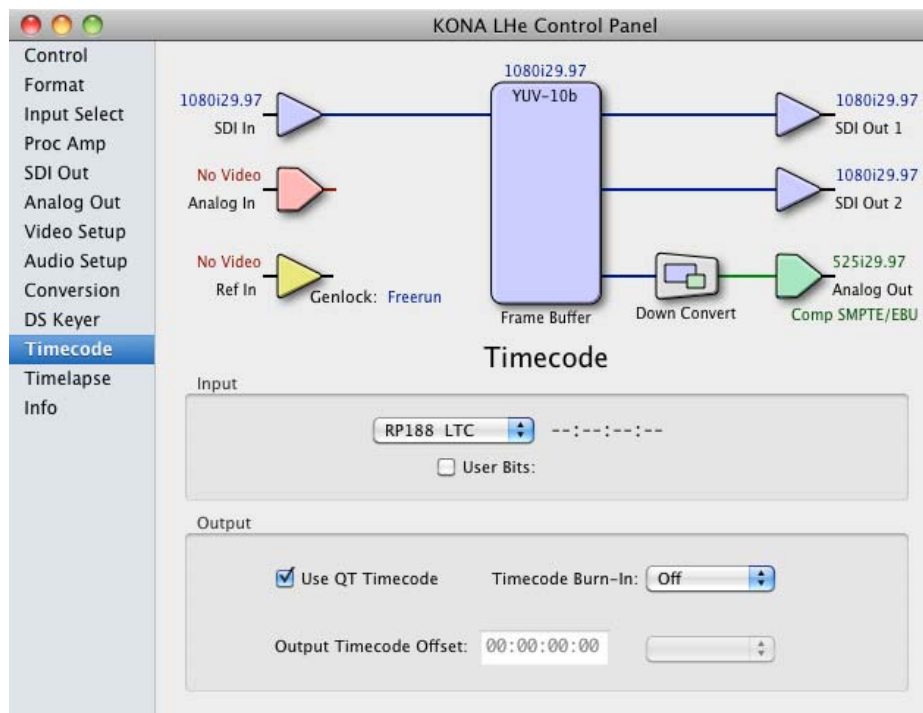 KONA LHe Control Panel
Control
Format
Input Select
Proc Amp
SDI Out
Analog Out
Video Setup
Audio Setup
Conversion
DS Keyer
Timecode
Timelapse
Info
1080i29.97
YUV-10b
1080i29.97
SDI In
1080i29.97
SDI Out 1
No Video
Analog In
1080i29.97
SDI Out 2
No Video
Ref In
Genlock: Freerun
Frame Buffer
Down Convert
525i29.97
Analog Out
Comp SMPTE/EBU
Timecode
Input
RP188 LTC --:--:--:--
User Bits:
Output
Use QT Timecode Timecode Burn-In: Off
Output Timecode Offset: 00:00:00:00